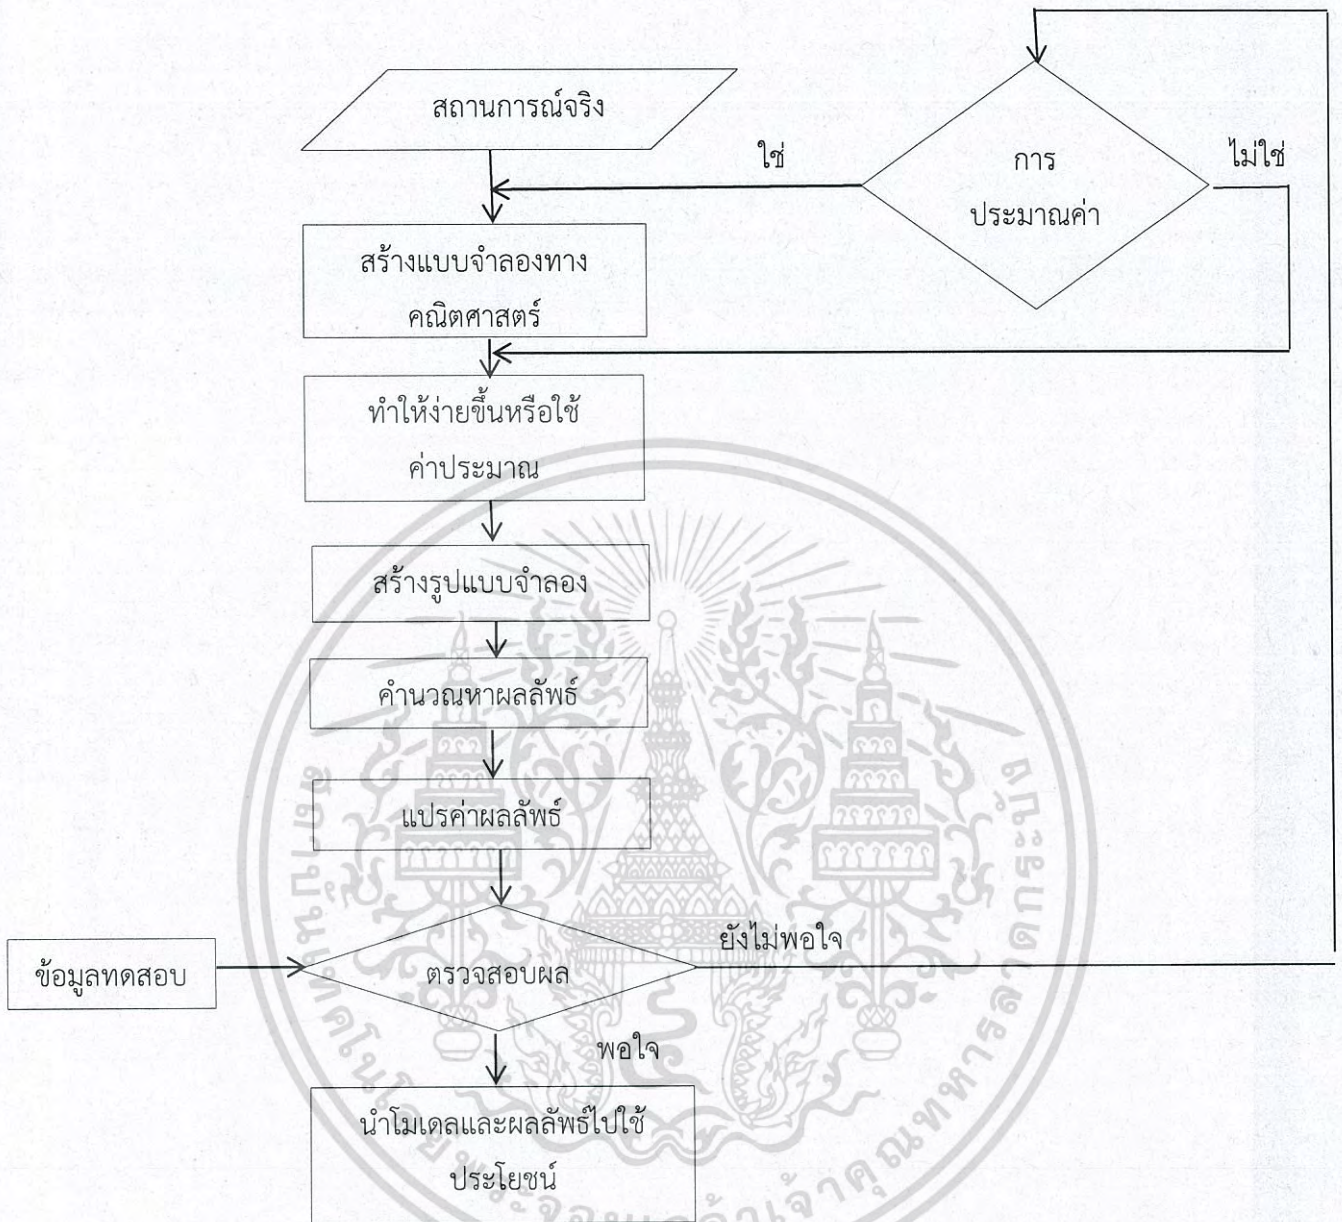 สถานการณ์จริง
ใช่
การ
ประมาณค่า
ไม่ใช่
สร้างแบบจำลองทาง
คณิตศาสตร์
ทำให้ง่ายขึ้นหรือใช้
ค่าประมาณ
สร้างรูปแบบจำลอง
คำนวณหาผลลัพธ์
แปรค่าผลลัพธ์
ข้อมูลทดสอบ
ตรวจสอบผล
ยังไม่พอใจ
พอใจ
นำโมเดลและผลลัพธ์ไปใช้
ประโยชน์